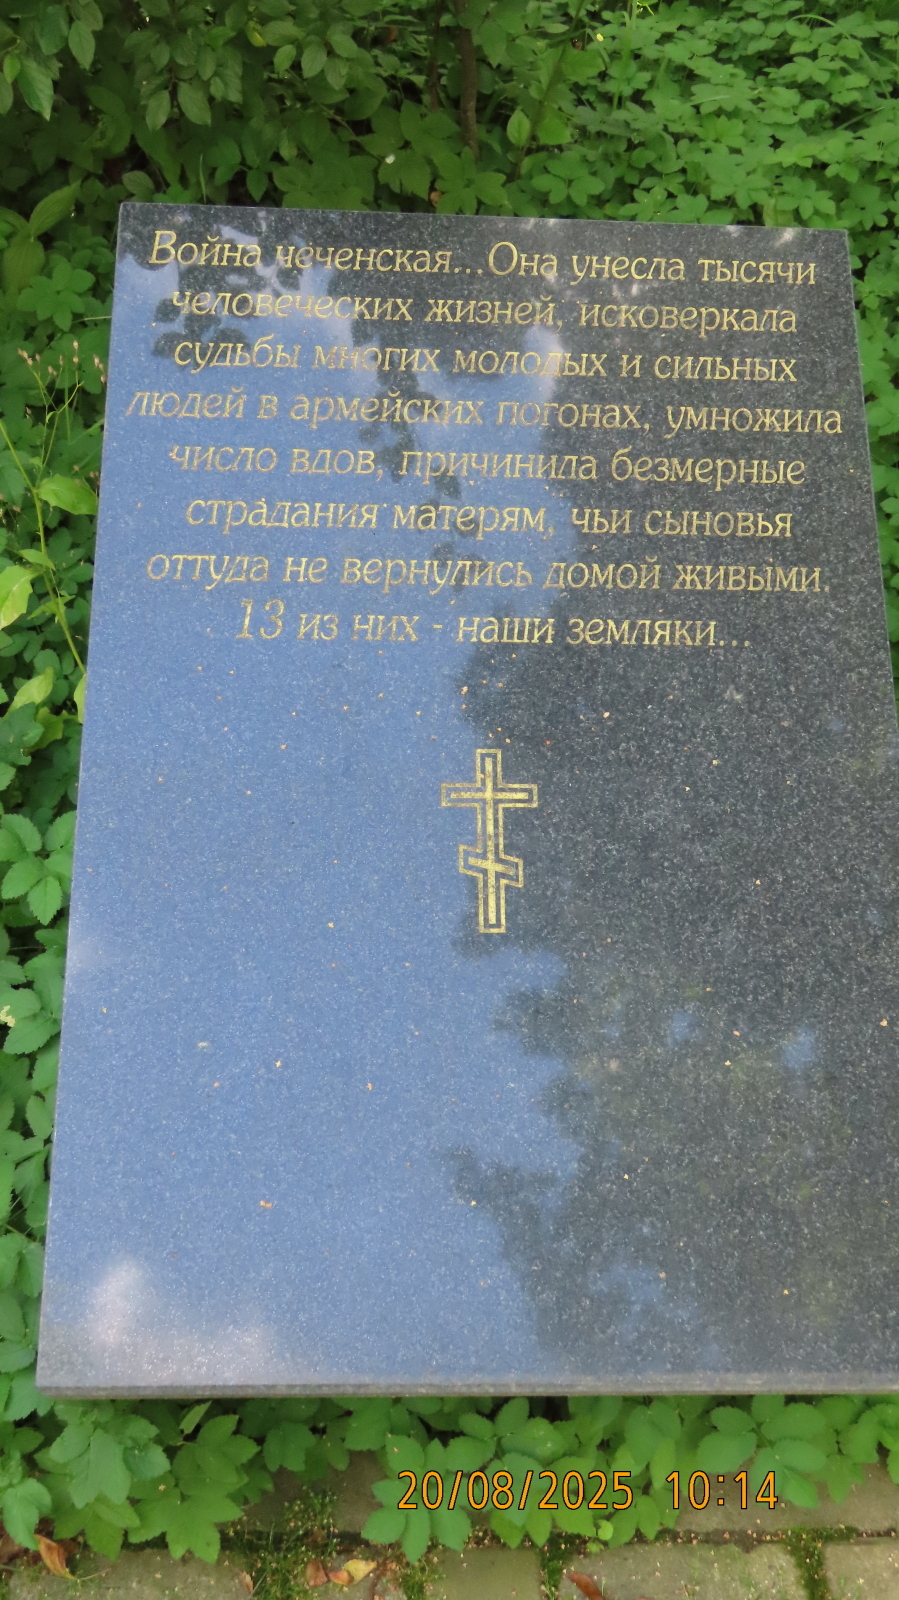 Война чеченская...Она унесла тысячи
человеческих жизней, исковеркала
судьбы многих молодых и сильных
людей в армейских погонах, умножила
число вдов, причинила безмерные
страдания матерям, чьи сыновья
оттуда не вернулись домой живыми.
13 из них - наши земляки...
20/08/2025 10:14